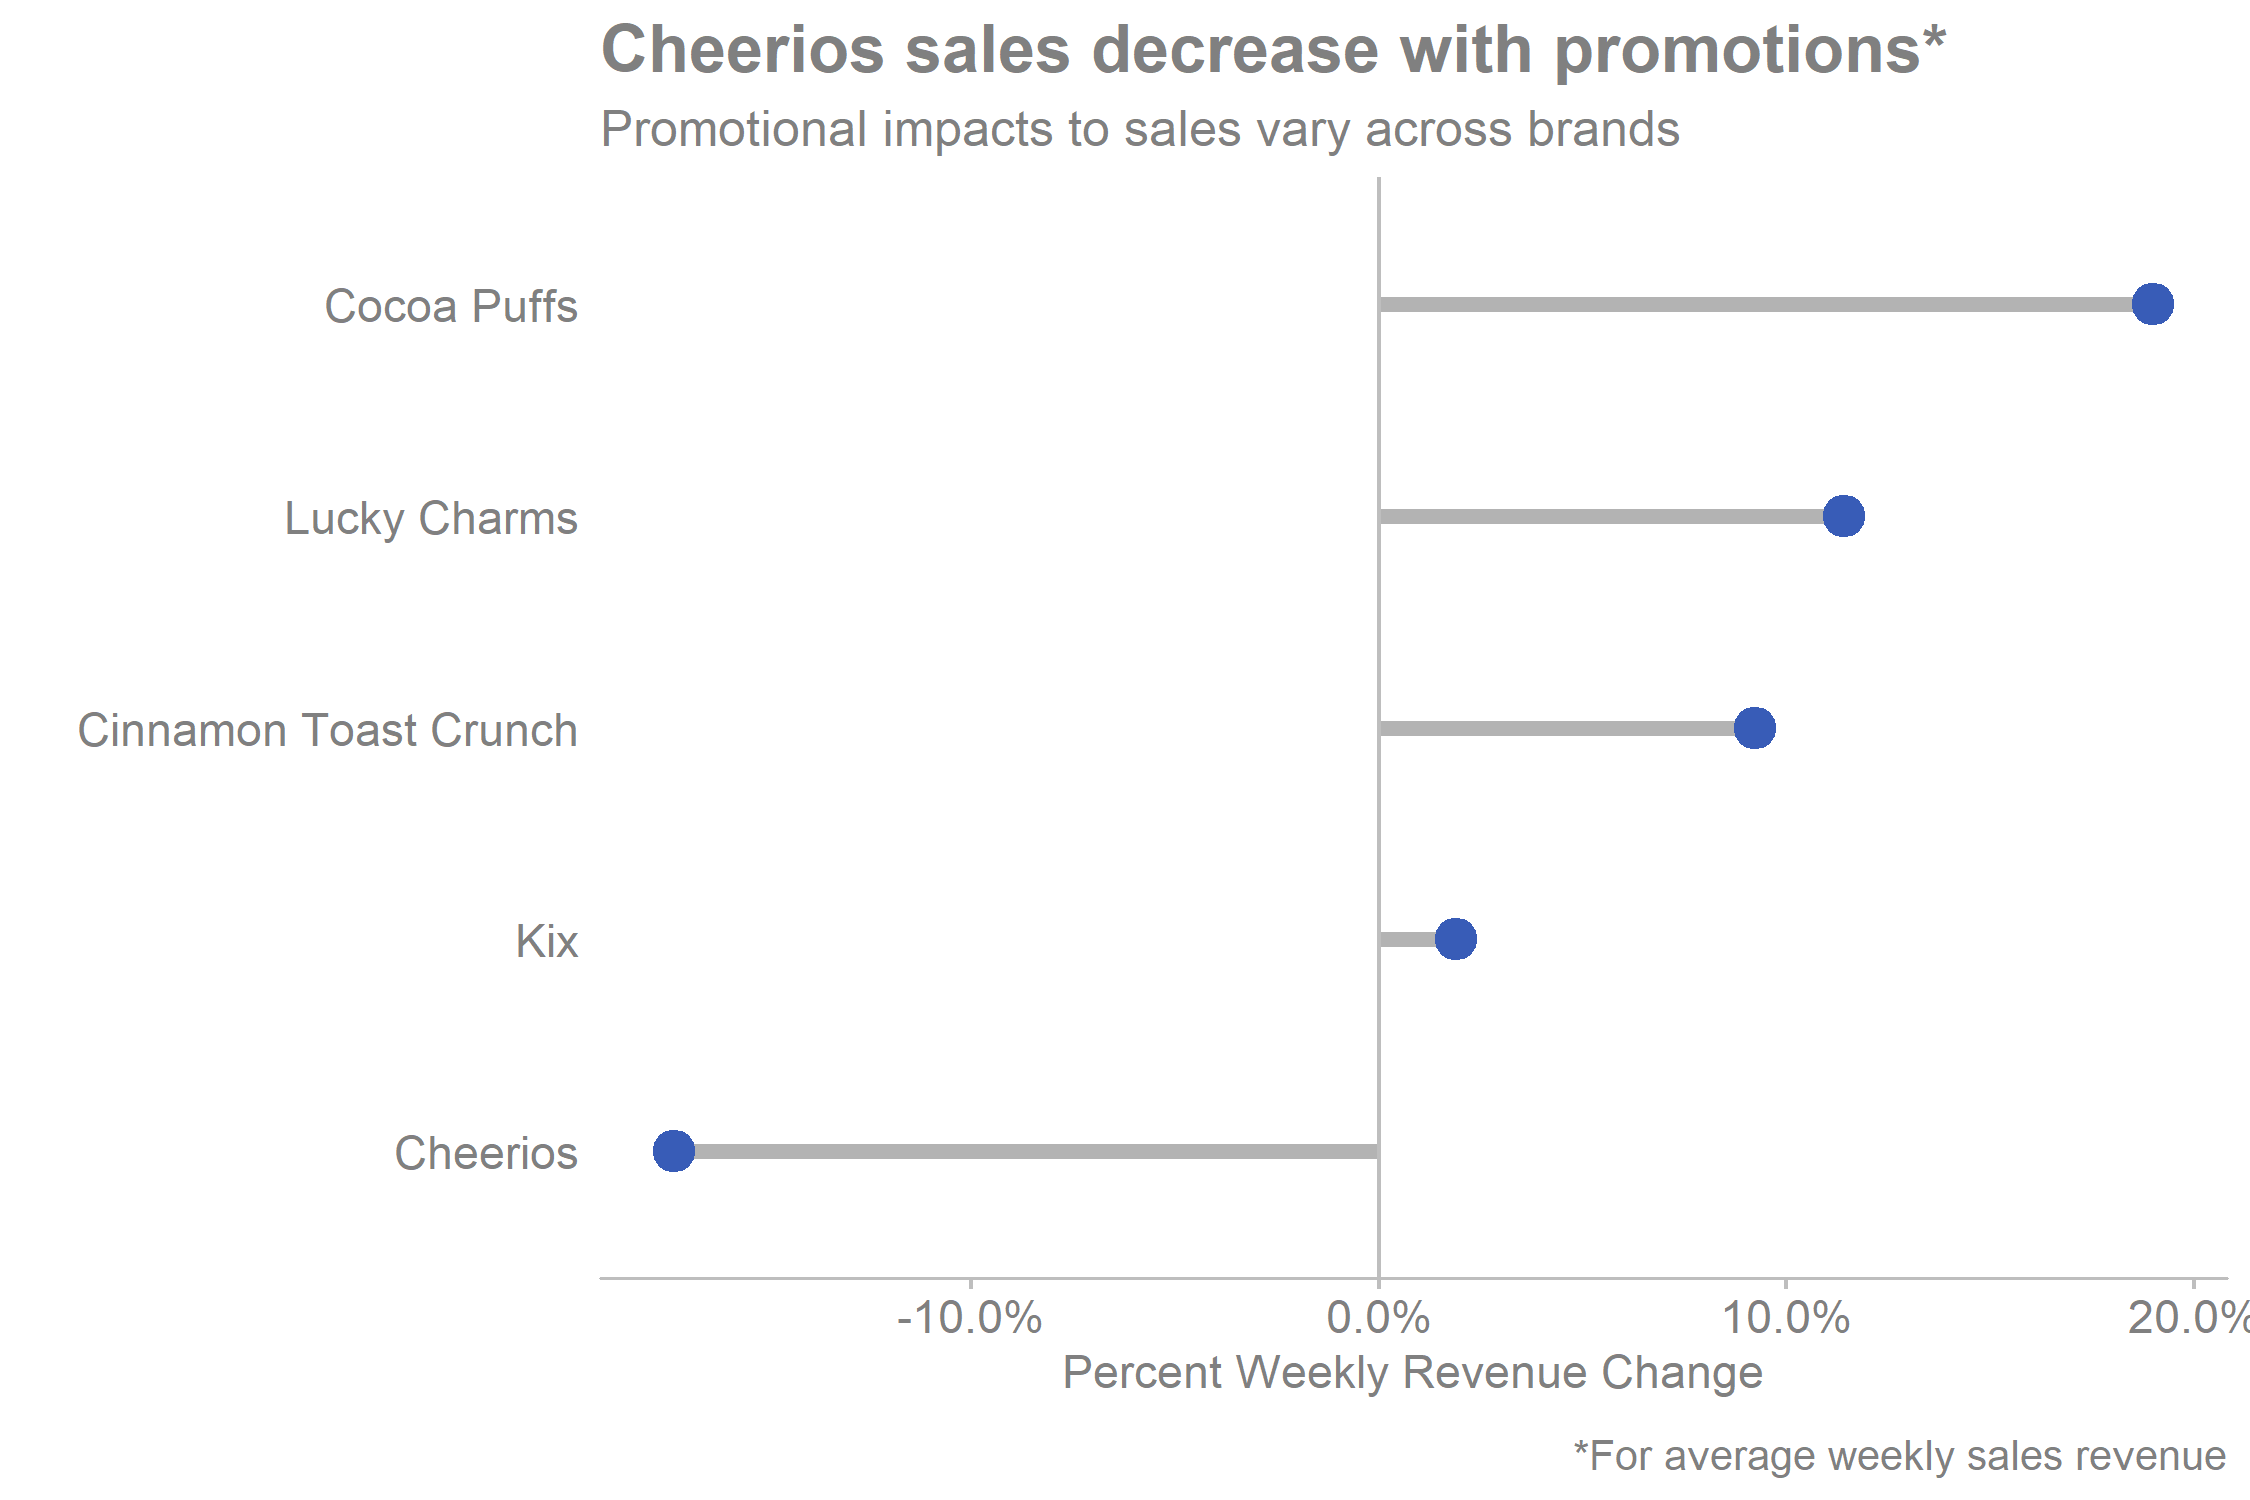 Cheerios sales decrease with promotions*
Promotional impacts to sales vary across brands
Cocoa Puffs
Lucky Charms
Cinnamon Toast Crunch
Kix
Cheerios
-10.0% 0.0% 10.0% 20.0%
Percent Weekly Revenue Change
*For average weekly sales revenue